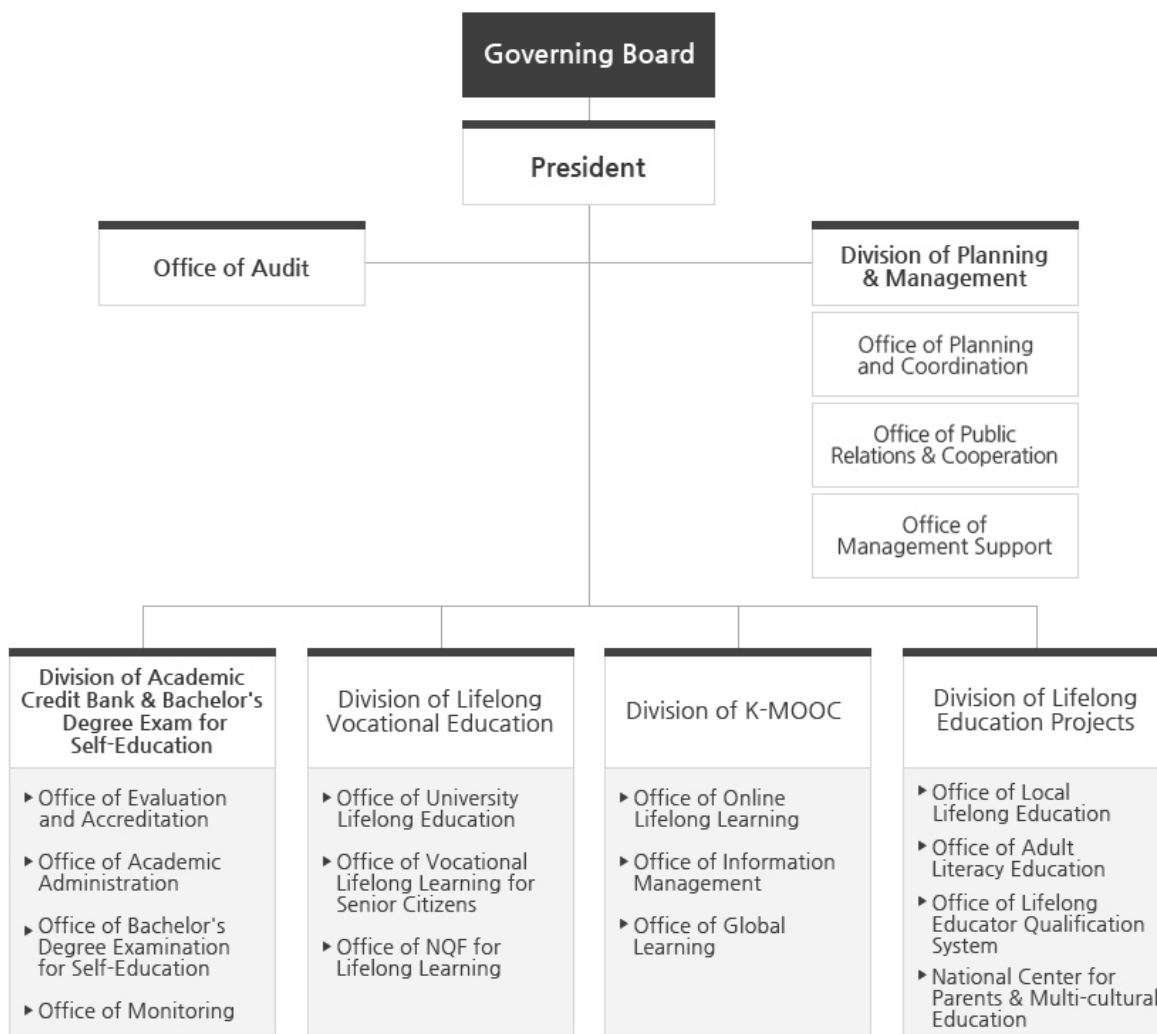 Governing Board
President
Office of Audit
Division of Planning
& Management
Office of Planning
and Coordination
Office of Public
Relations & Cooperation
Office of
Management Support
Division of Academic
Credit Bank & Bachelor's
Degree Exam for
Self-Education
▸ Office of Evaluation
and Accreditation
▸ Office of Academic
Administration
▸ Office of Bachelor's
Degree Examination
for Self-Education
▸ Office of Monitoring
Division of Lifelong
Vocational Education
▸ Office of University
Lifelong Education
▸ Office of Vocational
Lifelong Learning for
Senior Citizens
▸ Office of NQF for
Lifelong Learning
Division of K-MOOC
▸ Office of Online
Lifelong Learning
▸ Office of Information
Management
▸ Office of Global
Learning
Division of Lifelong
Education Projects
▸ Office of Local
Lifelong Education
▸ Office of Adult
Literacy Education
▸ Office of Lifelong
Educator Qualification
System
▸ National Center for
Parents & Multi-cultural
Education